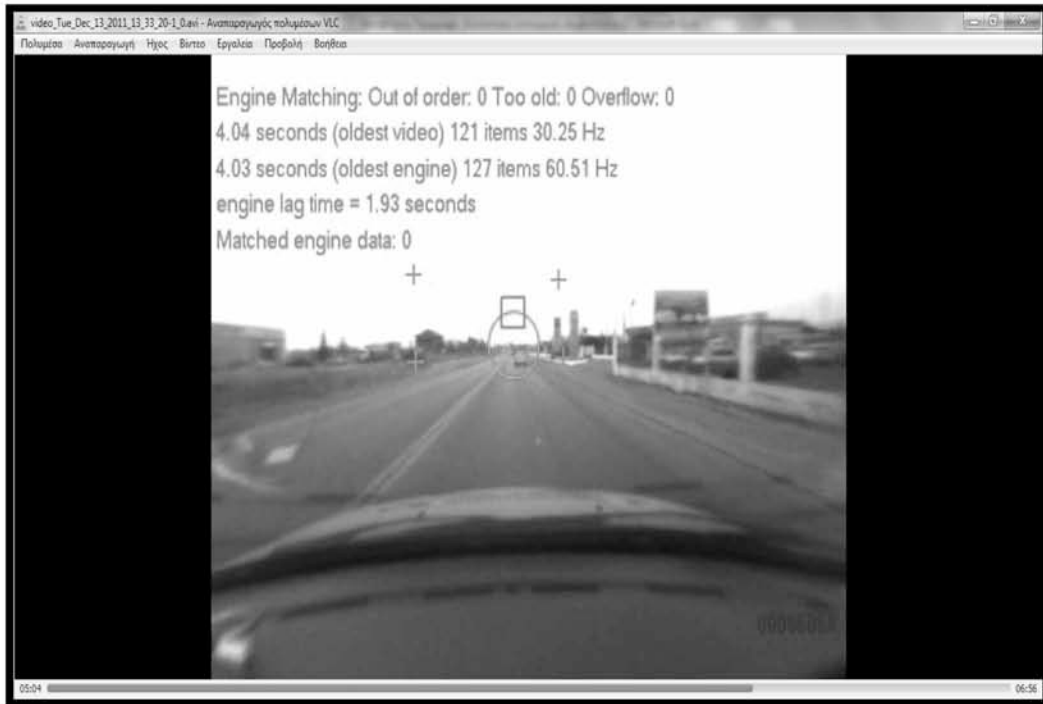 video_Tue_Dec_13_2011_13_33_20-1_0.avi - Αναπαραγωγός πολυμέσων VLC
Πολυμέσα Αναπαραγωγή Ήχος Βίντεο Εργαλεία Προβολή Βοήθεια
Engine Matching: Out of order: 0 Too old: 0 Overflow: 0
4.04 seconds (oldest video) 121 items 30.25 Hz
4.03 seconds (oldest engine) 127 items 60.51 Hz
engine lag time = 1.93 seconds
Matched engine data: 0
05:04
06:56